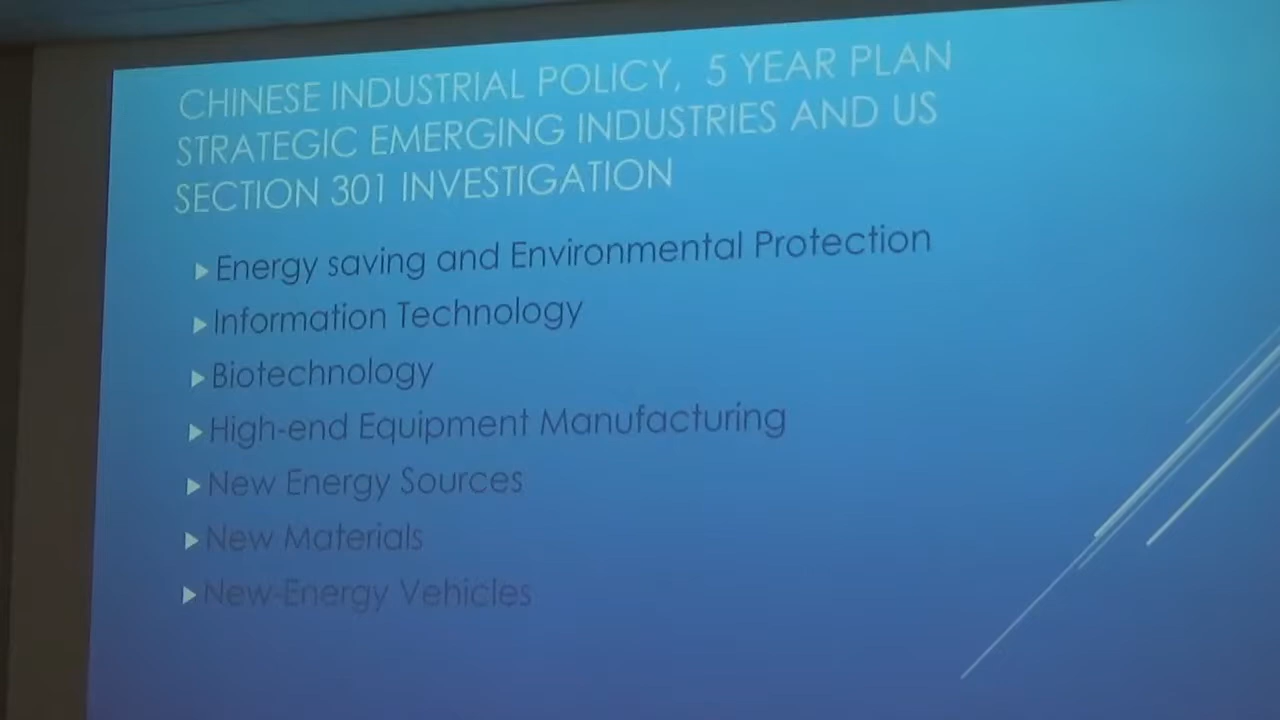 CHINESE INDUSTRIAL POLICY, 5 YEAR PLAN
STRATEGIC EMERGING INDUSTRIES AND US
SECTION 301 INVESTIGATION
Energy saving and Environmental Protection
Information Technology
Biotechnology
High-end Equipment Manufacturing
New Energy Sources
New Materials
New-Energy Vehicles